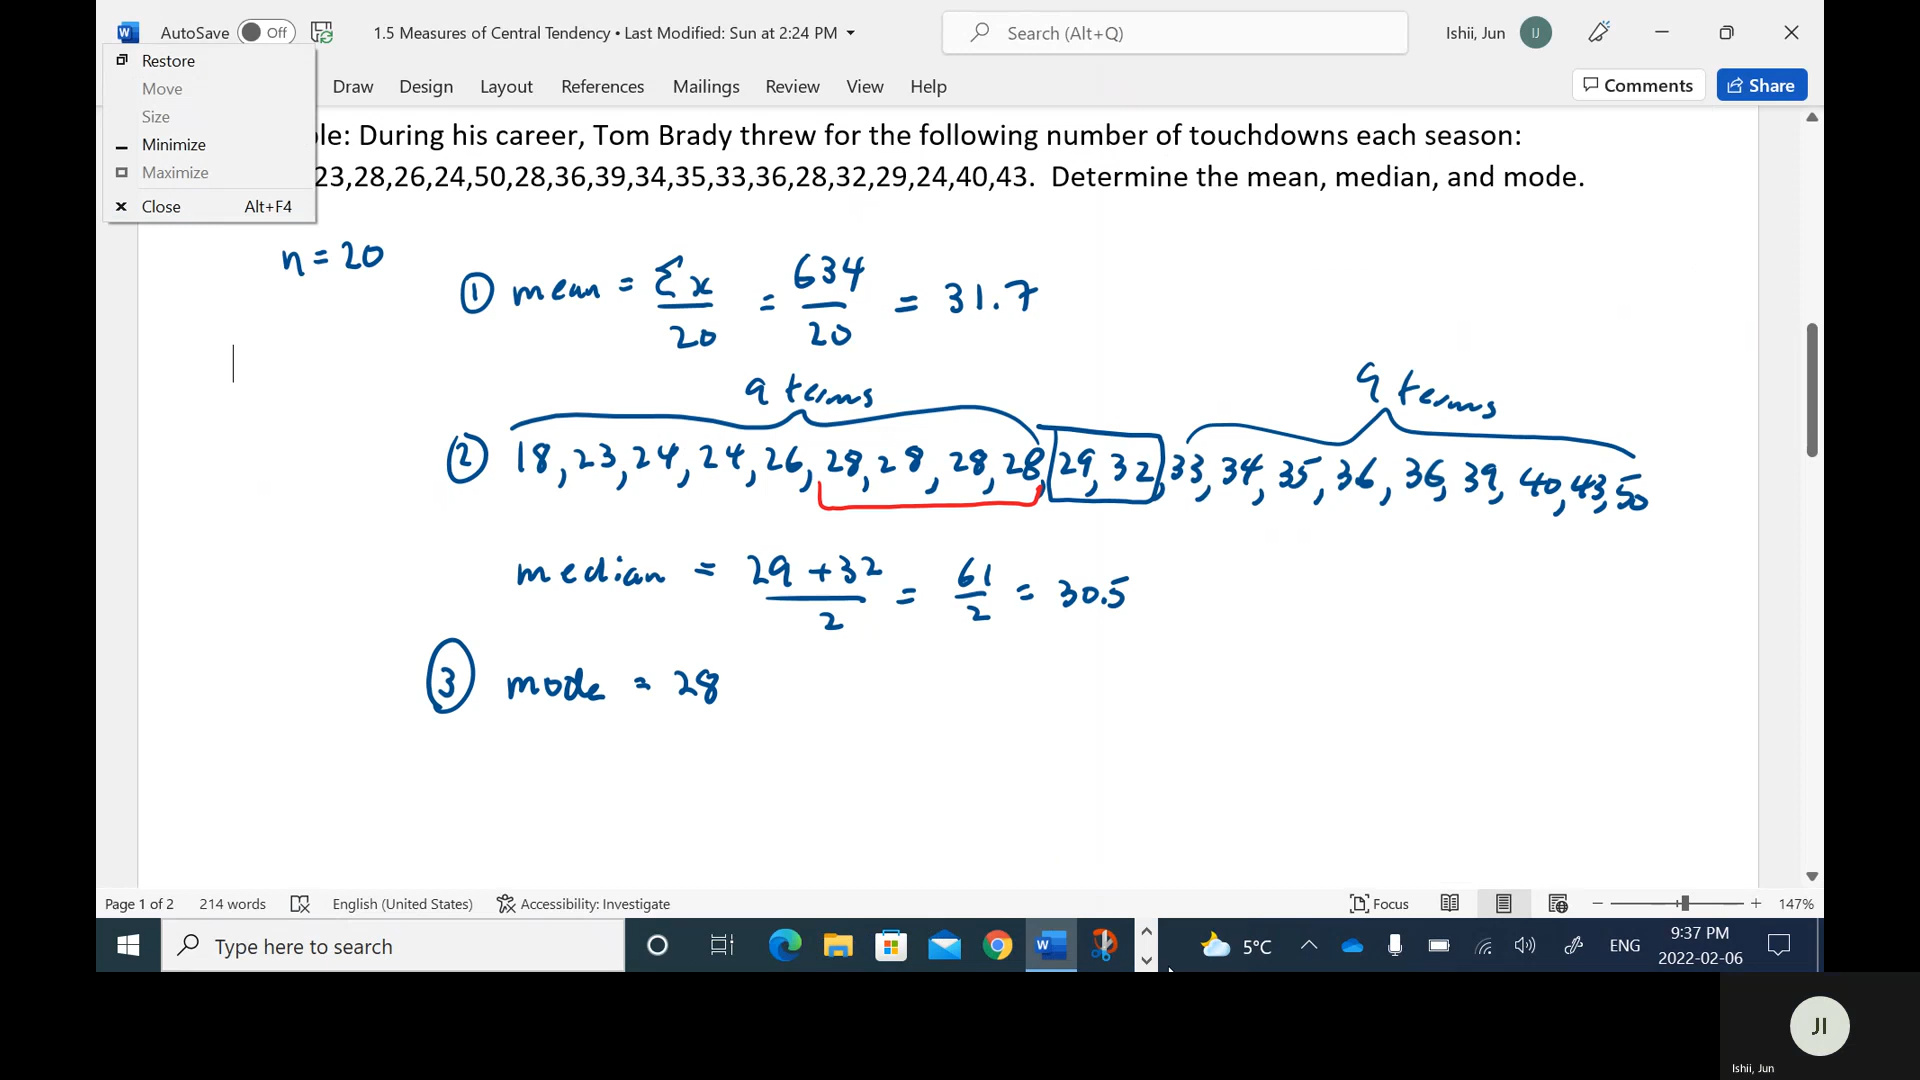 AutoSave Off 1.5 Measures of Central Tendency • Last Modified: Sun at 2:24 PM Search (Alt+Q) Ishii, Jun IJ
Restore
Move
Size
Minimize
Maximize
Close Alt+F4
Draw Design Layout References Mailings Review View Help Comments Share
ple: During his career, Tom Brady threw for the following number of touchdowns each season:
23,28,26,24,50,28,36,39,34,35,33,36,28,32,29,24,40,43. Determine the mean, median, and mode.
n = 20
① mean = Σx/20 = 634/20 = 31.7
9 terms 9 terms
② 18, 23, 24, 24, 26, 28, 28, 28, 28, 29, 32, 33, 34, 35, 36, 36, 39, 40, 43, 50
median = 29 + 32/2 = 61/2 = 30.5
③ mode = 28
Page 1 of 2 214 words English (United States) Accessibility: Investigate Focus 147%
Type here to search 5°C ENG 9:37 PM
2022-02-06
JI
Ishii, Jun